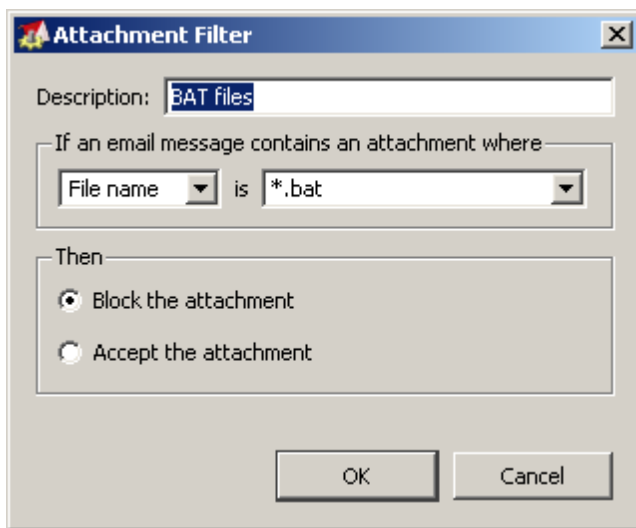 Attachment Filter
Description: BAT files
If an email message contains an attachment where
File name is *.bat
Then
Block the attachment
Accept the attachment
OK Cancel